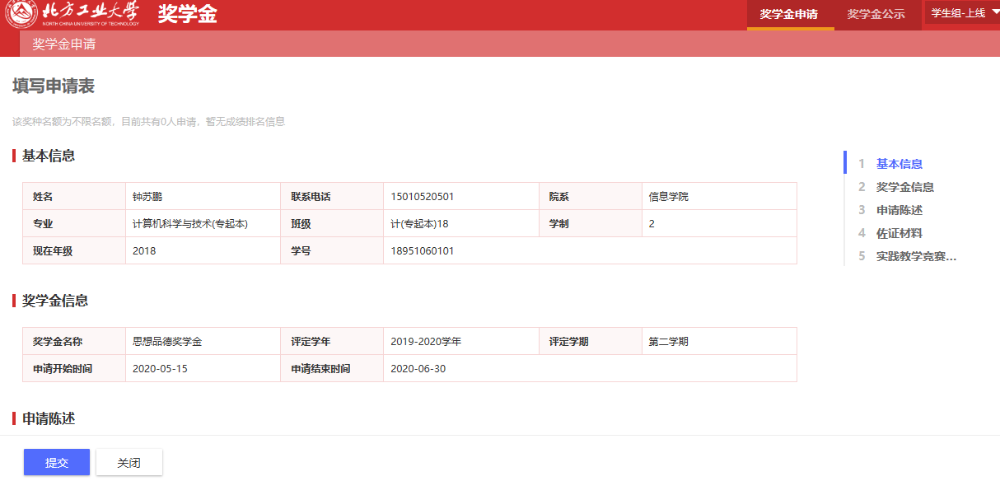 北方工业大学
NORTH CHINA UNIVERSITY OF TECHNOLOGY
奖学金
奖学金申请
奖学金公示
学生组-上线
奖学金申请
填写申请表
该奖种名额为不限名额，目前共有0人申请，暂无成绩排名信息
基本信息
姓名 钟苏鹏 联系电话 15010520501 院系 信息学院
专业 计算机科学与技术(专起本) 班级 计(专起本)18 学制 2
现在年级 2018 学号 18951060101
奖学金信息
奖学金名称 思想品德奖学金 评定学年 2019-2020学年 评定学期 第二学期
申请开始时间 2020-05-15 申请结束时间 2020-06-30
申请陈述
提交 关闭
1 基本信息
2 奖学金信息
3 申请陈述
4 佐证材料
5 实践教学竞赛...